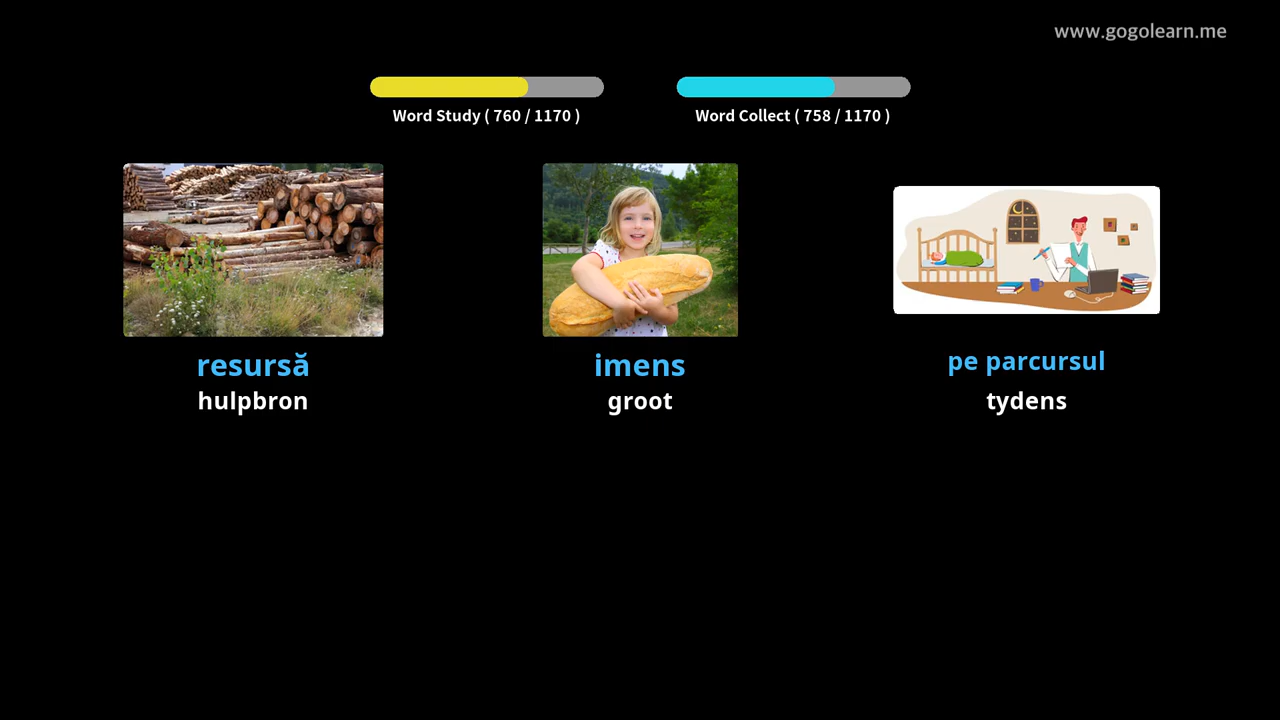 www.gogolearn.me
Word Study ( 760 / 1170 )
Word Collect ( 758 / 1170 )
resursă
hulpbron
imens
groot
pe parcursul
tydens